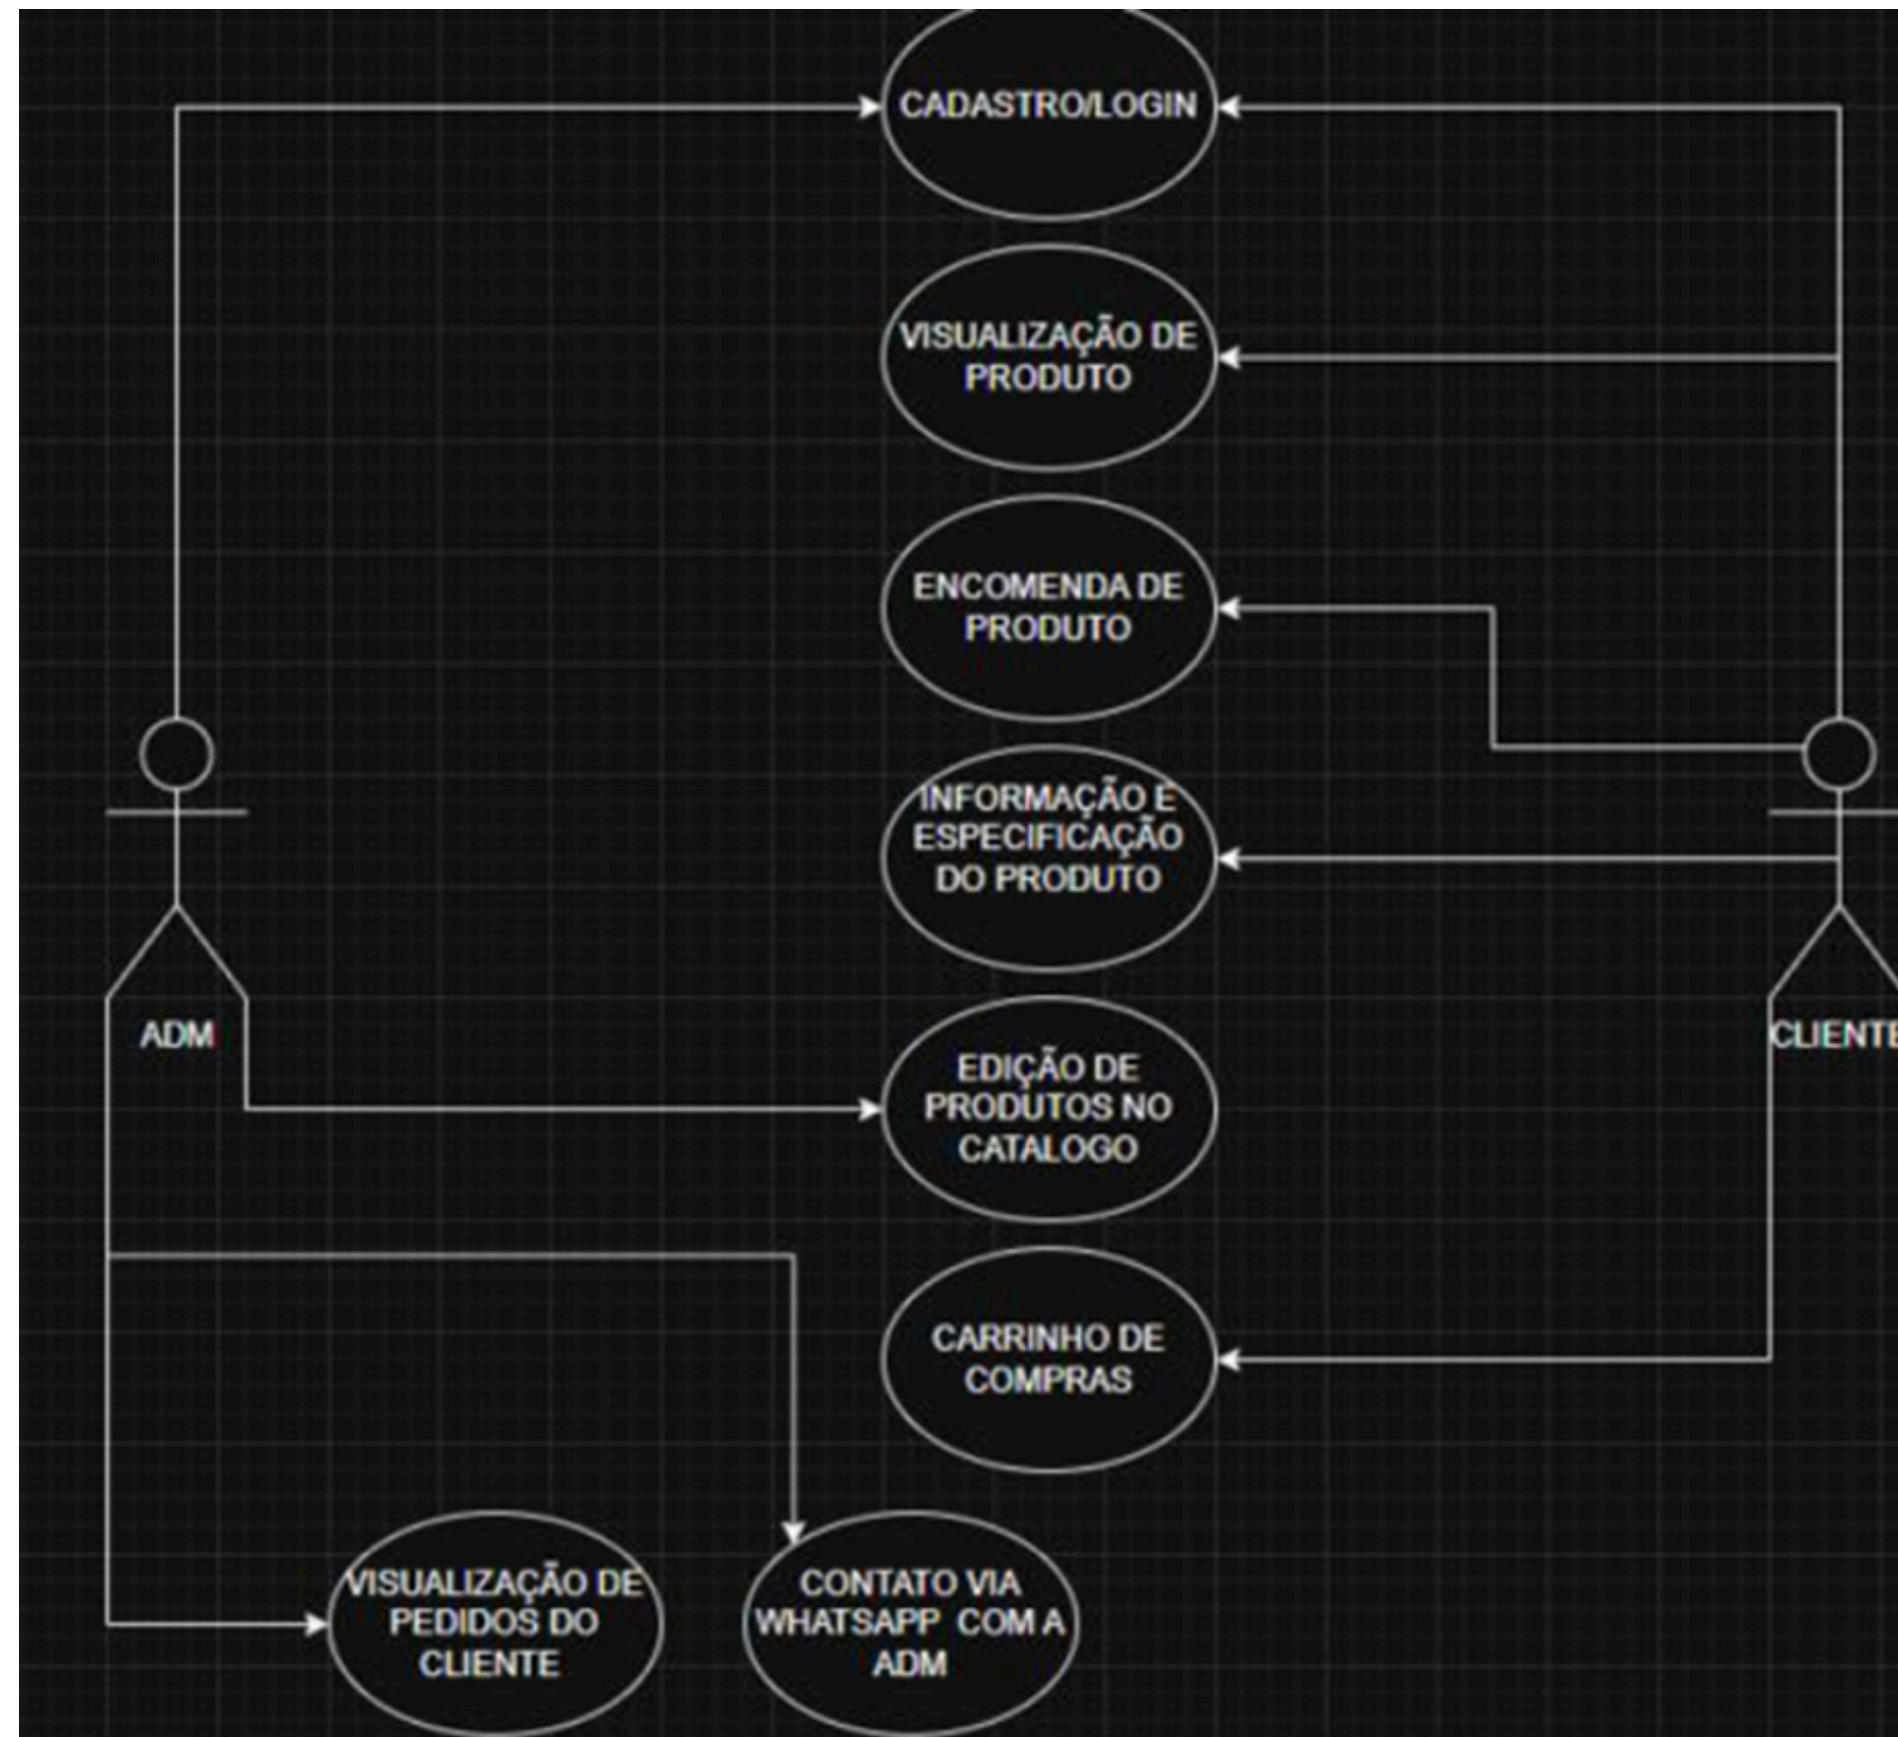 CADASTRO/LOGIN
VISUALIZAÇÃO DE
PRODUTO
ENCOMENDA DE
PRODUTO
INFORMAÇÃO E
ESPECIFICAÇÃO
DO PRODUTO
ADM
CLIENTE
EDIÇÃO DE
PRODUTOS NO
CATALOGO
CARRINHO DE
COMPRAS
VISUALIZAÇÃO DE
PEDIDOS DO
CLIENTE
CONTATO VIA
WHATSAPP  COM A
ADM